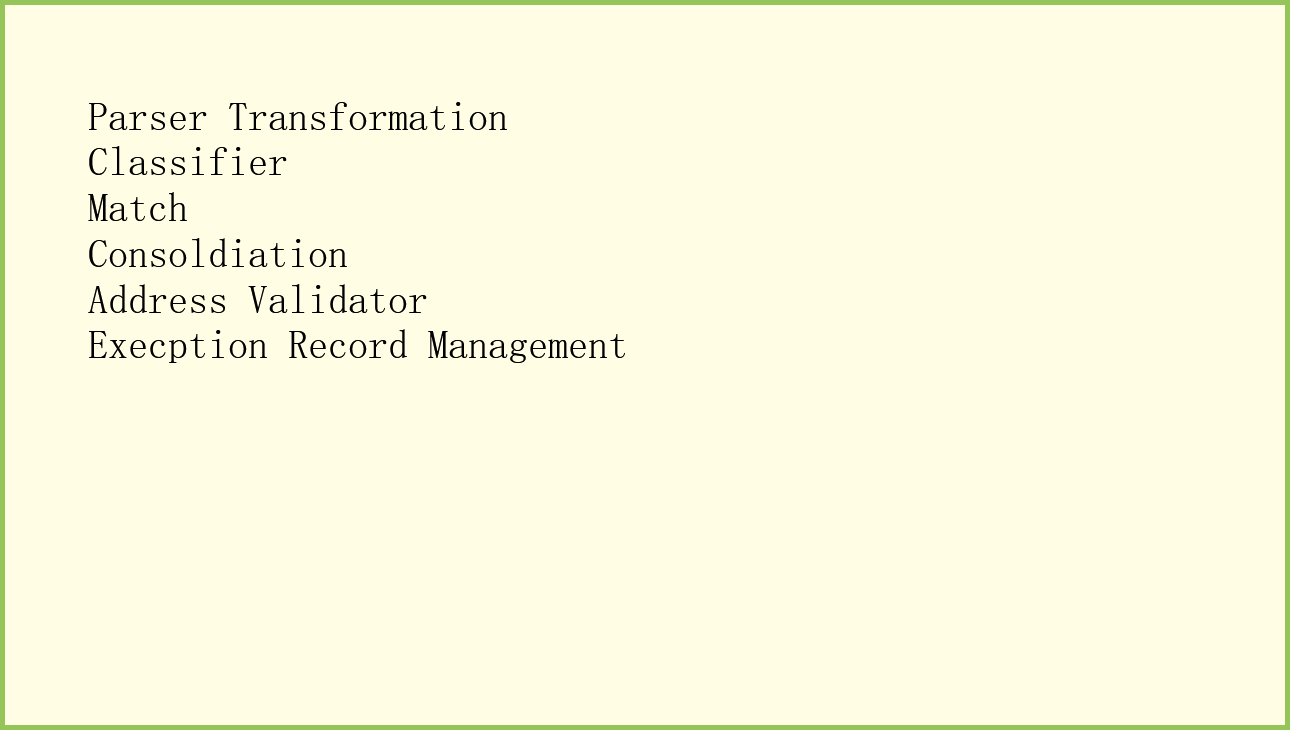 Parser Transformation
Classifier
Match
Consoldiation
Address Validator
Execption Record Management